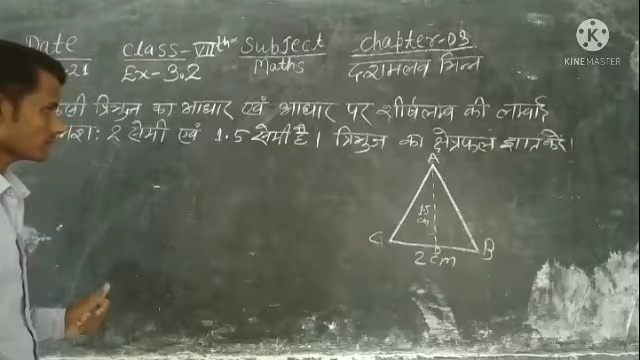 Date Class-VIIth Subject Chapter-03
21 Ex-3.2 Maths दशमलव भिन्न
त्रिभुज का आधार एवं आधार पर शीर्षलम्ब की लम्बाई
2 सेमी एवं 1.5 सेमी है। त्रिभुज का क्षेत्रफल ज्ञात करें।
A
1.5
cm
C D B
2 cm
KINEMASTER